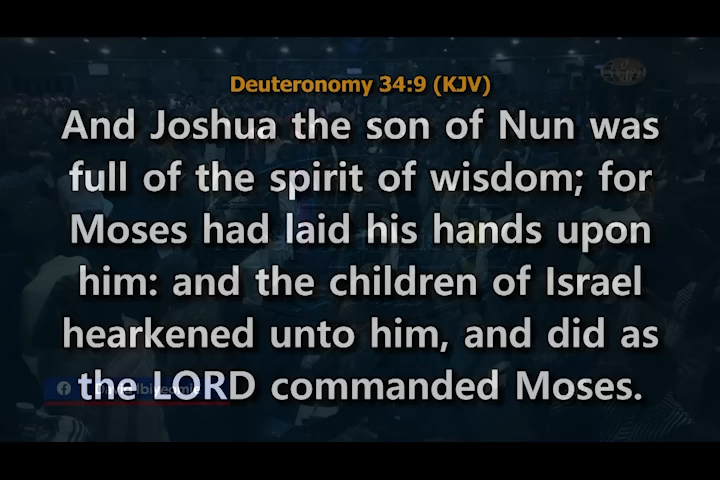 Deuteronomy 34:9 (KJV)
And Joshua the son of Nun was
full of the spirit of wisdom; for
Moses had laid his hands upon
him: and the children of Israel
hearkened unto him, and did as
the LORD commanded Moses.